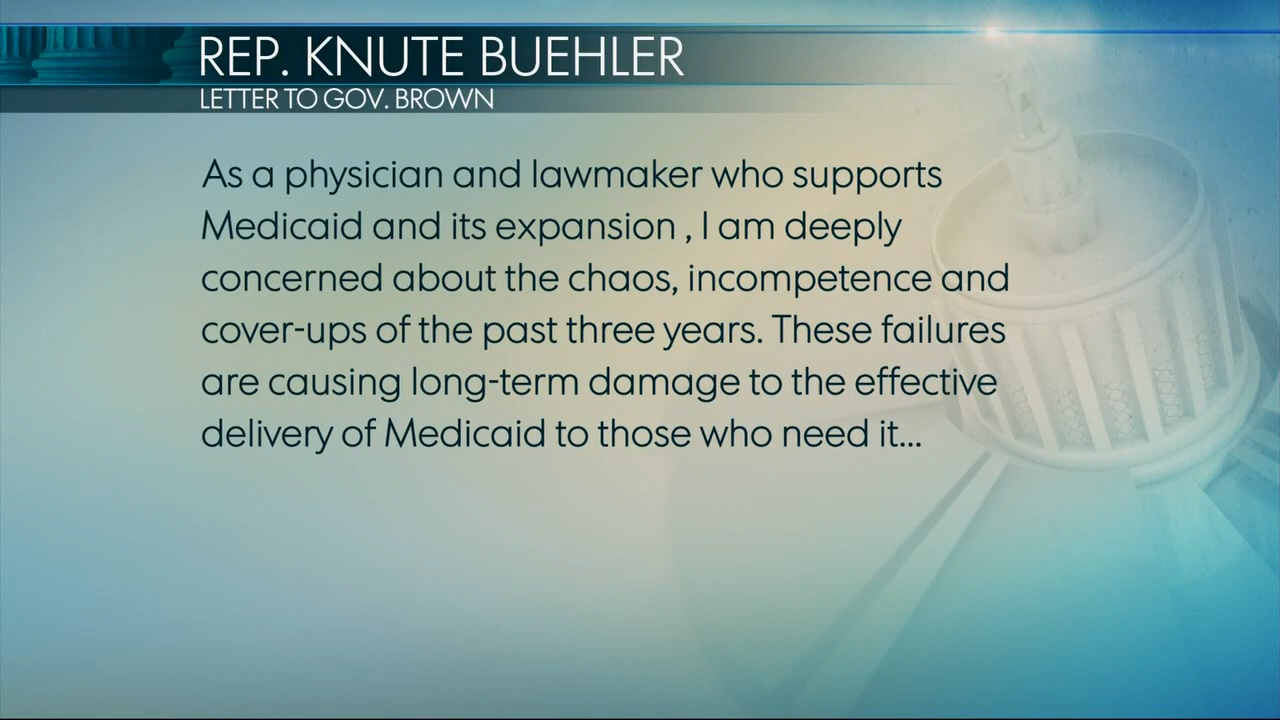 REP. KNUTE BUEHLER
LETTER TO GOV. BROWN
As a physician and lawmaker who supports
Medicaid and its expansion , I am deeply
concerned about the chaos, incompetence and
cover-ups of the past three years. These failures
are causing long-term damage to the effective
delivery of Medicaid to those who need it...